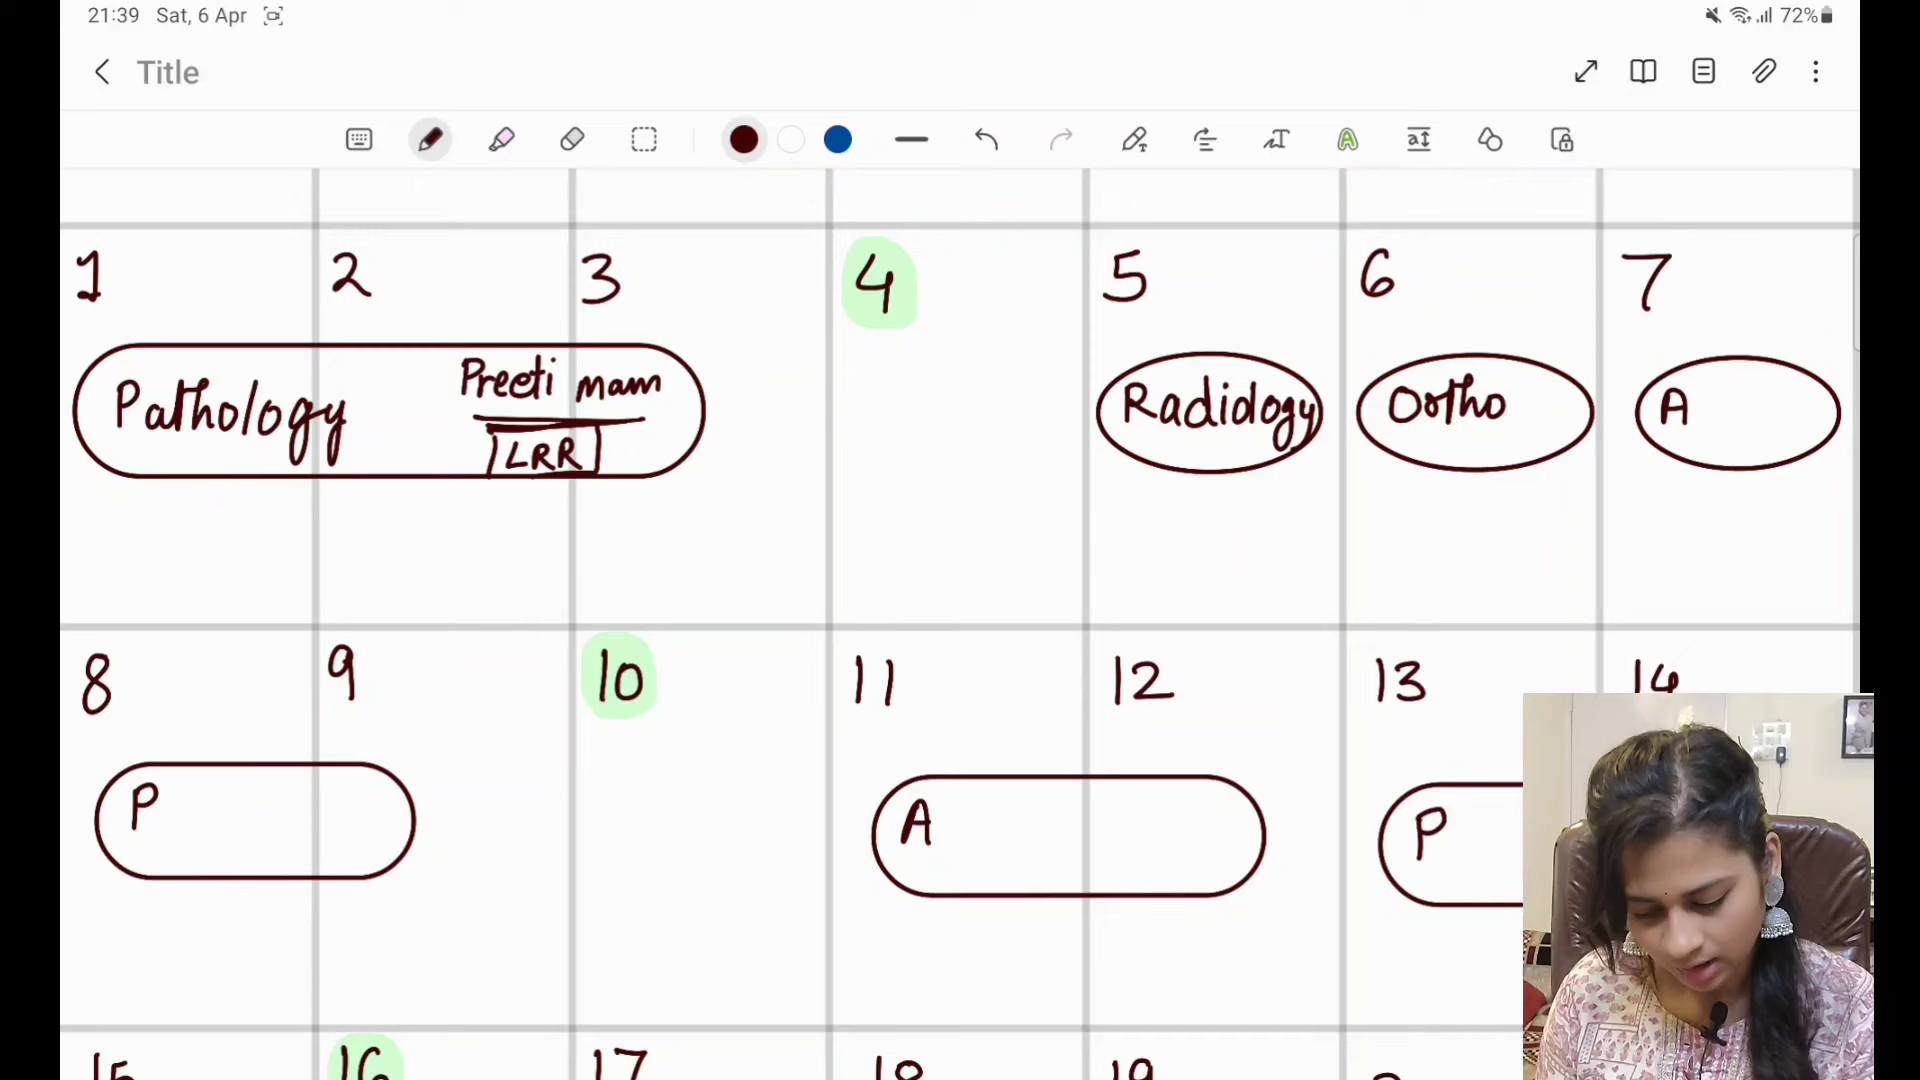 21:39 Sat, 6 Apr 72%
Title
1 2 3 4 5 6 7
Pathology Preeti mam Radiology Ortho A
LRR
8 9 10 11 12 13 14
P A P
15 16 17 18 19